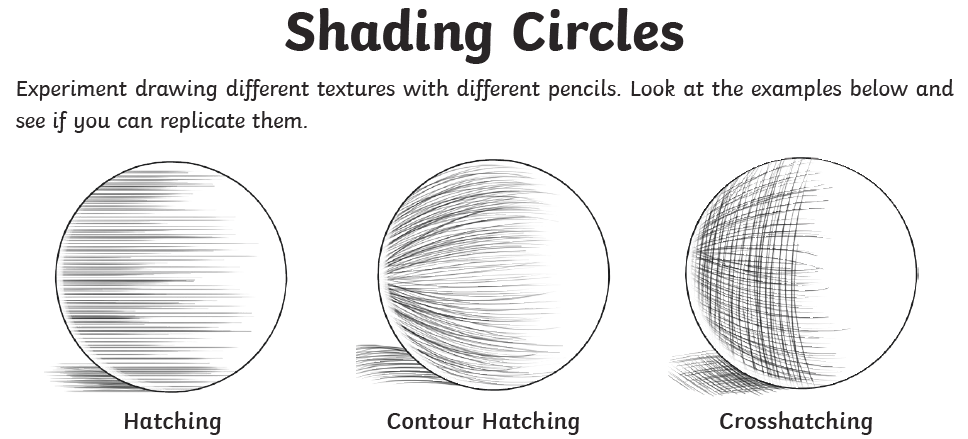 Shading Circles
Experiment drawing different textures with different pencils. Look at the examples below and
see if you can replicate them.
Hatching
Contour Hatching
Crosshatching